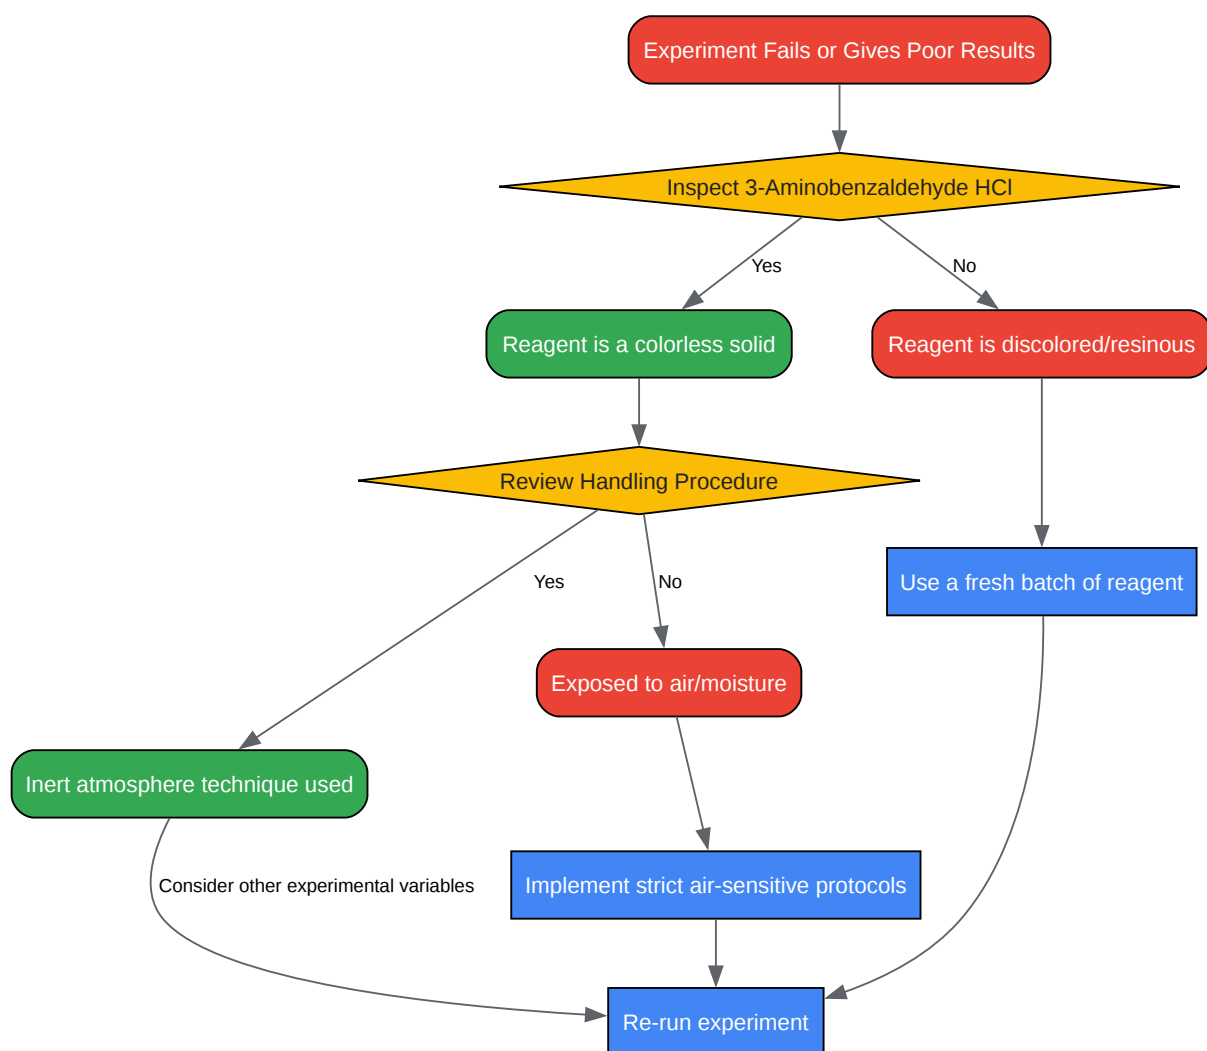 Experiment Fails or Gives Poor Results
Inspect 3-Aminobenzaldehyde HCl
Yes
No
Reagent is a colorless solid
Reagent is discolored/resinous
Review Handling Procedure
Yes
No
Use a fresh batch of reagent
Exposed to air/moisture
Inert atmosphere technique used
Consider other experimental variables
Implement strict air-sensitive protocols
Re-run experiment